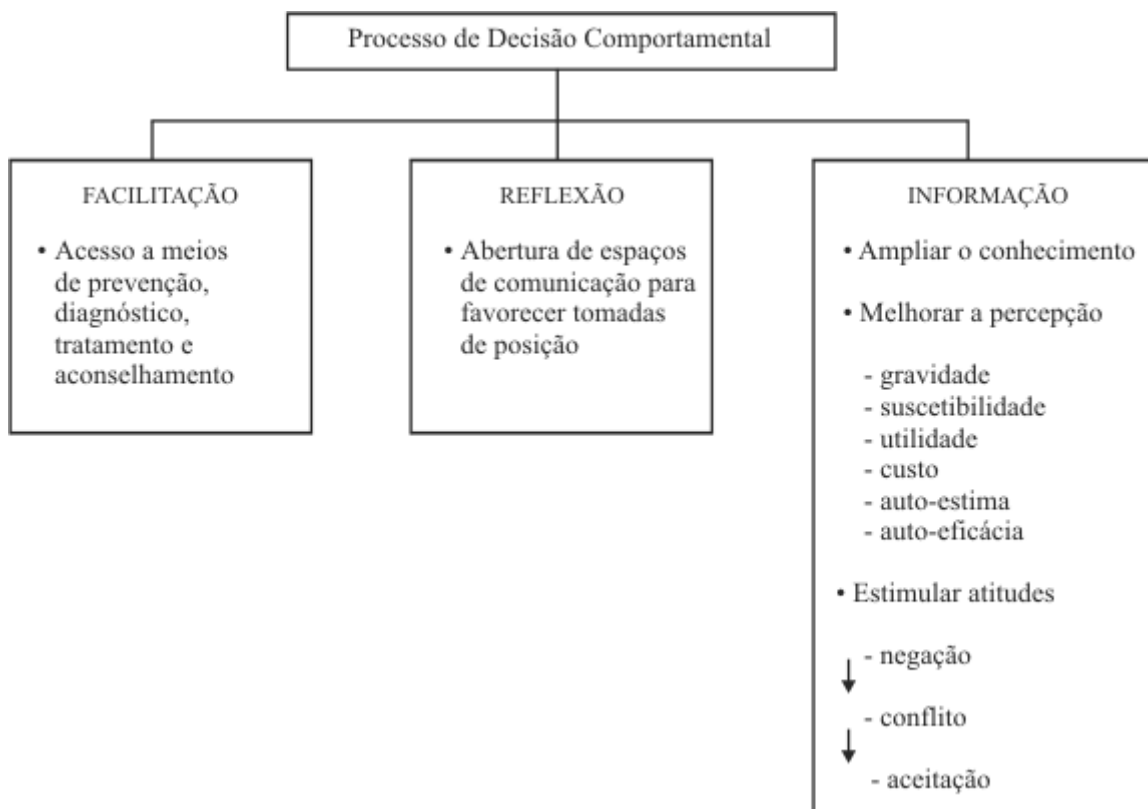 Processo de Decisão Comportamental
FACILITAÇÃO
• Acesso a meios
de prevenção,
diagnóstico,
tratamento e
aconselhamento
REFLEXÃO
• Abertura de espaços
de comunicação para
favorecer tomadas
de posição
INFORMAÇÃO
• Ampliar o conhecimento
• Melhorar a percepção
- gravidade
- suscetibilidade
- utilidade
- custo
- auto-estima
- auto-eficácia
• Estimular atitudes
- negação
- conflito
- aceitação